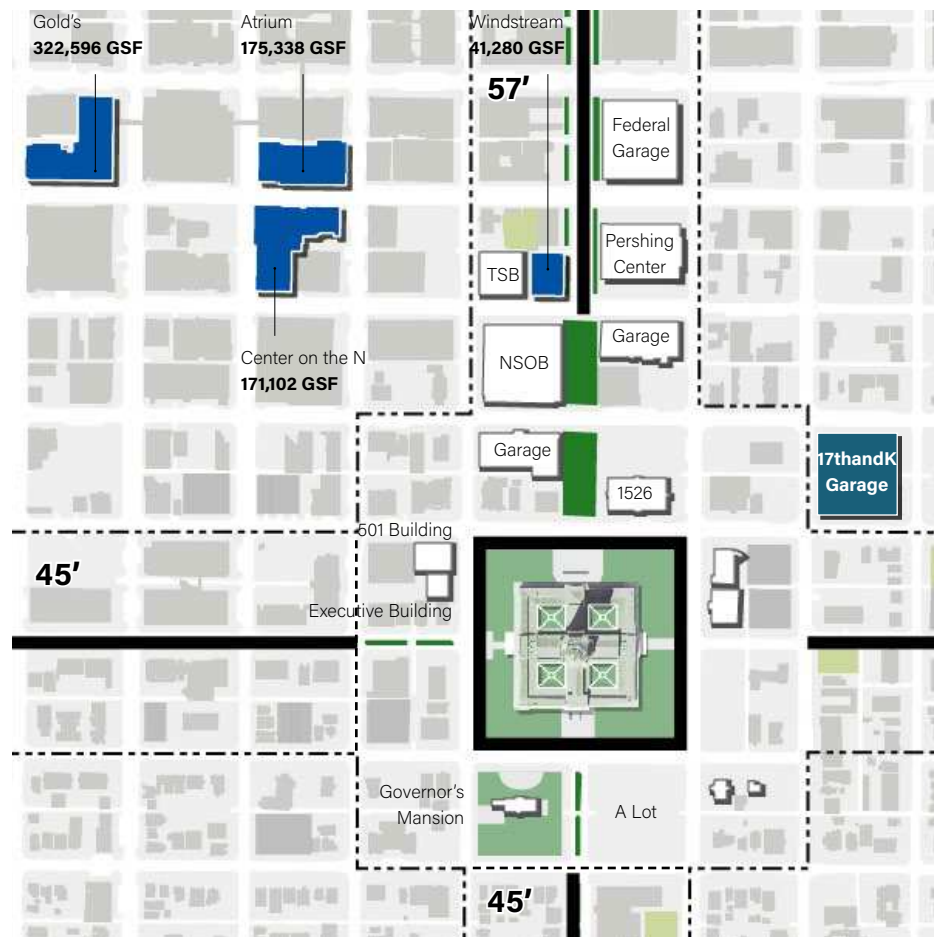 Gold's
322,596 GSF
Atrium
175,338 GSF
Windstream
41,280 GSF
57'
Federal
Garage
Pershing
Center
TSB
NSOB
Garage
Center on the N
171,102 GSF
Garage
1526
17thandK
Garage
501 Building
45'
Executive Building
Governor's
Mansion
A Lot
45'